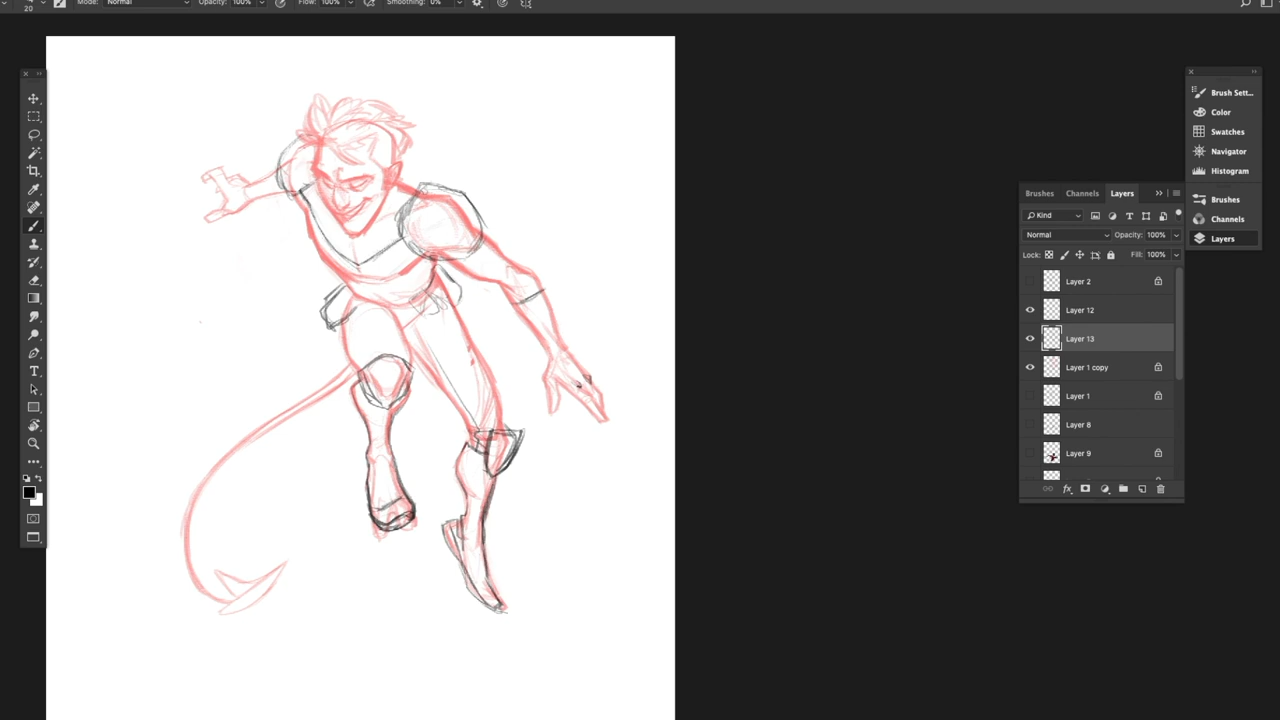 20 Mode: Normal Opacity: 100% Flow: 100% Smoothing: 0%
Brush Sett...
Color
Swatches
Navigator
Histogram
Brushes
Channels
Layers
Brushes Channels Layers
Kind
Normal Opacity: 100%
Lock: Fill: 100%
Layer 2
Layer 12
Layer 13
Layer 1 copy
Layer 1
Layer 8
Layer 9
fx